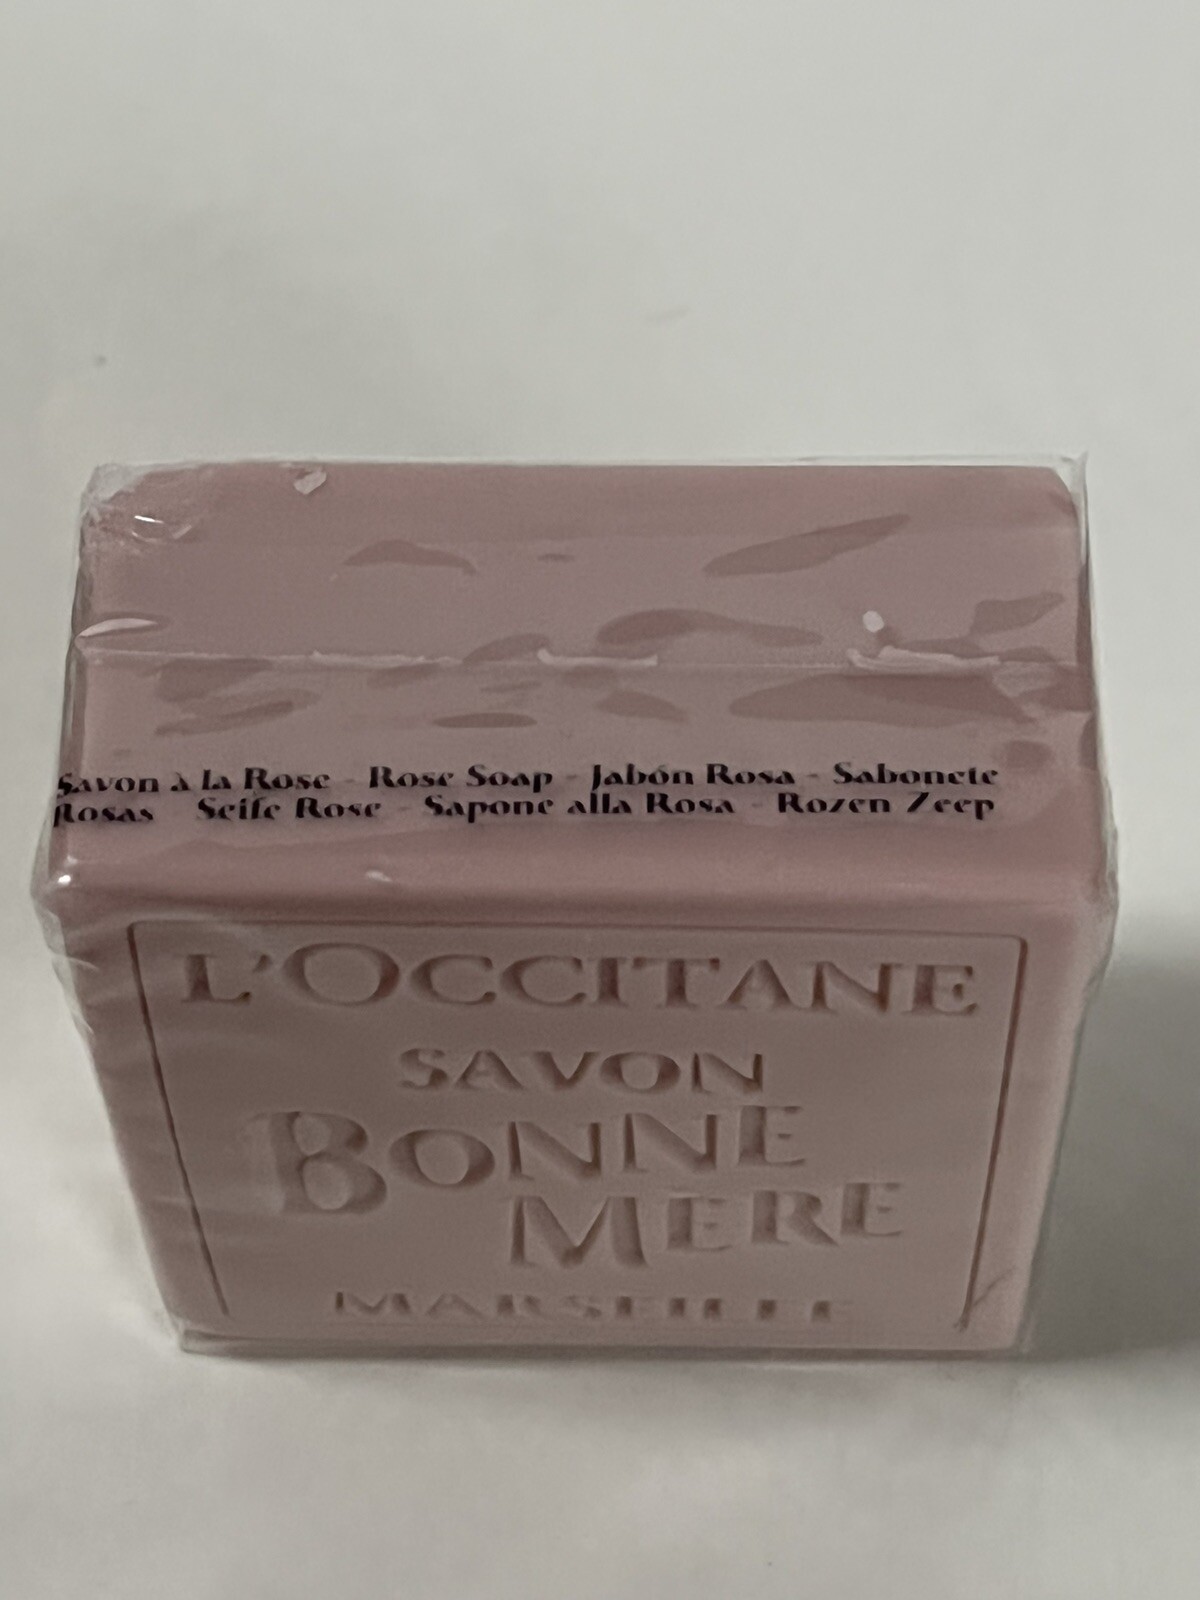 Savon à la Rose - Rose Soap - Jabón Rosa - Sabonete
Rosas - Seife Rose - Sapone alla Rosa - Rozen Zeep
L'OCCITANE
SAVON
BONNE
MERE
MARSEILLE